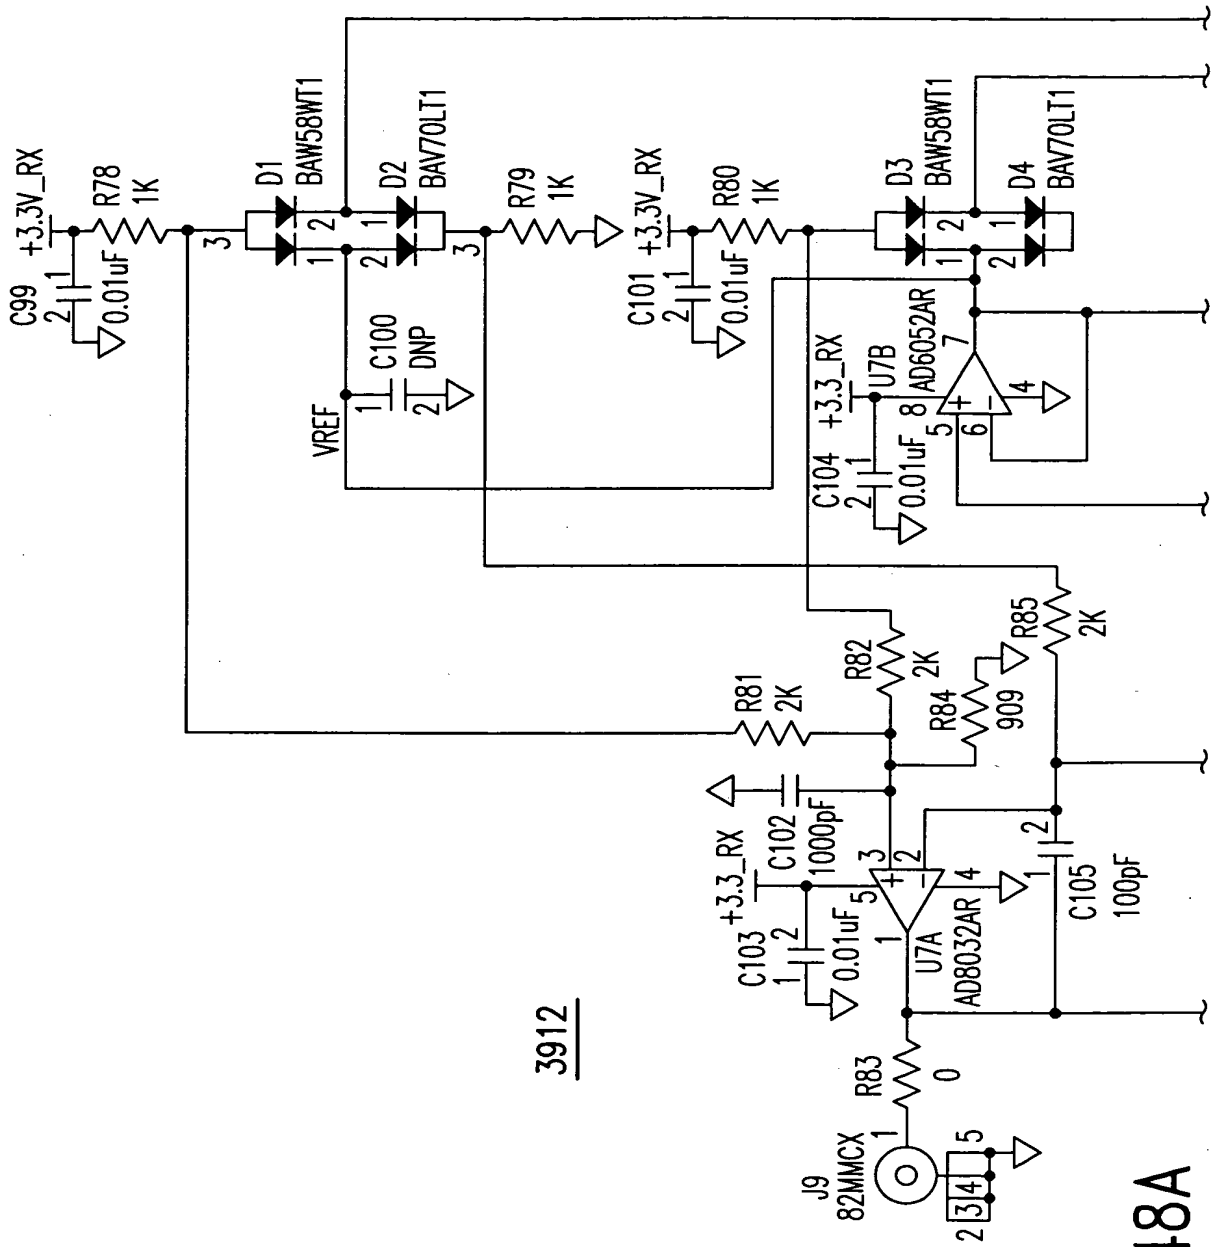 +3.3V_RX
C99
2
1
0.01uF
R78
1K
3
D1
BAW58WT1
2
1
D2
BAV70LT1
1
2
3
VREF
1
2
C100
DNP
R79
1K
+3.3V_RX
C101
2
1
0.01uF
R80
1K
D3
BAW58WT1
2
1
D4
BAV70LT1
1
2
+3.3_RX
C104
2
1
0.01uF
U7B
AD6052AR
8
5
6
7
4
+
-
R81
2K
R82
2K
R84
909
R85
2K
C102
1000pF
+3.3_RX
C103
1
2
0.01uF
5
3
2
4
1
+
-
U7A
AD8032AR
1
2
C105
100pF
R83
0
J9
82MMCX
1
2
3
4
5
3912
48A